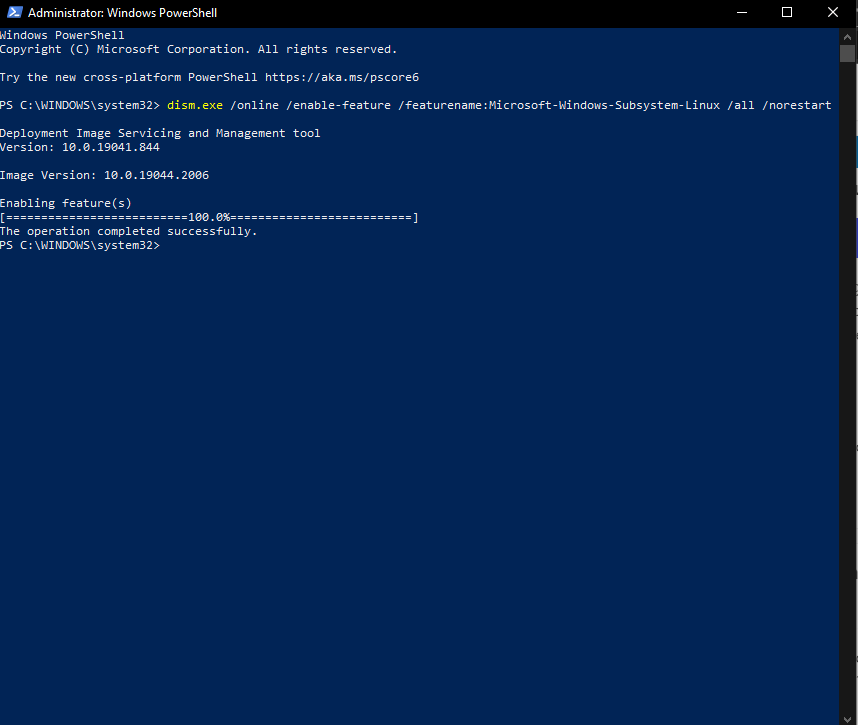 Administrator: Windows PowerShell
Windows PowerShell
Copyright (C) Microsoft Corporation. All rights reserved.
Try the new cross-platform PowerShell https://aka.ms/pscore6
PS C:\WINDOWS\system32> dism.exe /online /enable-feature /featurename:Microsoft-Windows-Subsystem-Linux /all /norestart
Deployment Image Servicing and Management tool
Version: 10.0.19041.844
Image Version: 10.0.19044.2006
Enabling feature(s)
[==========================100.0%==========================]
The operation completed successfully.
PS C:\WINDOWS\system32>